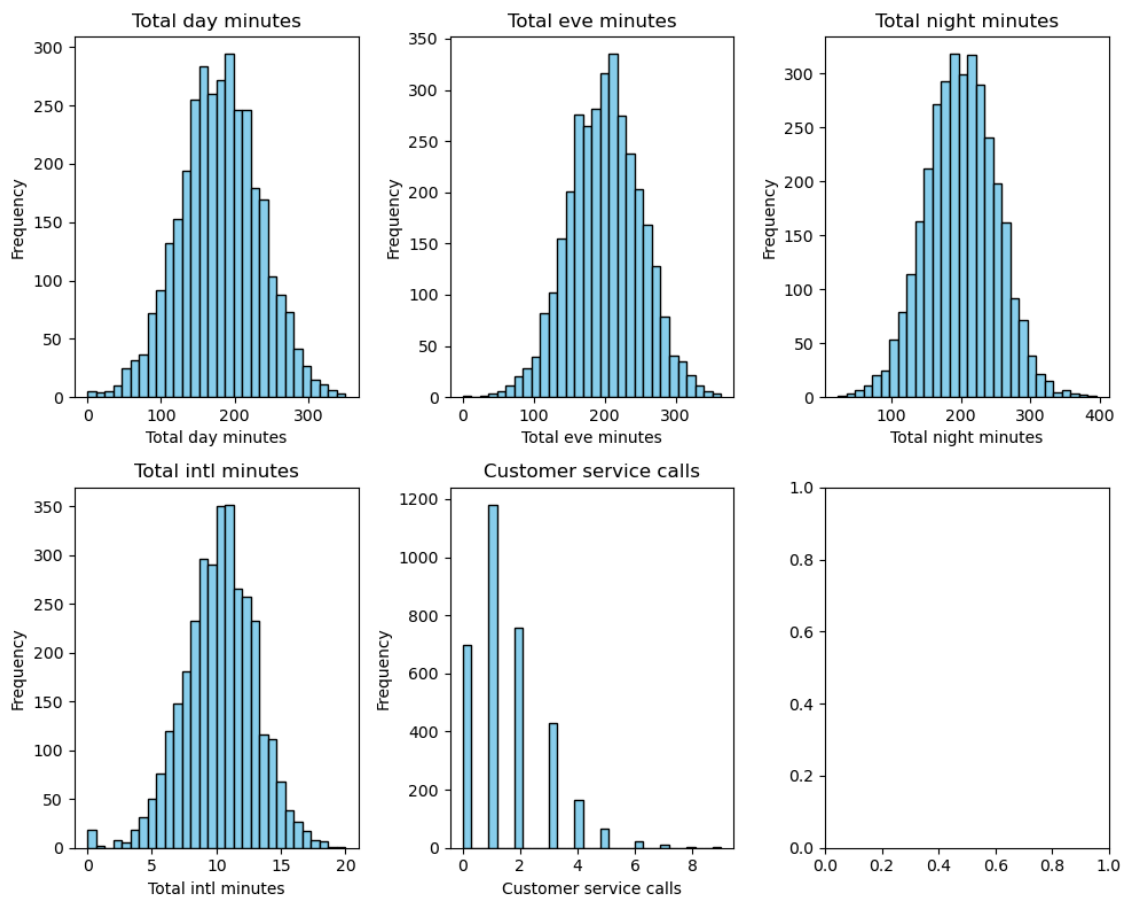 Total day minutes
Total eve minutes
Total night minutes
Frequency
300
250
200
150
100
50
0
0 100 200 300
Total day minutes
Frequency
350
300
250
200
150
100
50
0
0 100 200 300
Total eve minutes
Frequency
300
250
200
150
100
50
0
100 200 300 400
Total night minutes
Total intl minutes
Customer service calls
Frequency
350
300
250
200
150
100
50
0
0 5 10 15 20
Total intl minutes
Frequency
1200
1000
800
600
400
200
0
0 2 4 6 8
Customer service calls
1.0
0.8
0.6
0.4
0.2
0.0
0.0 0.2 0.4 0.6 0.8 1.0